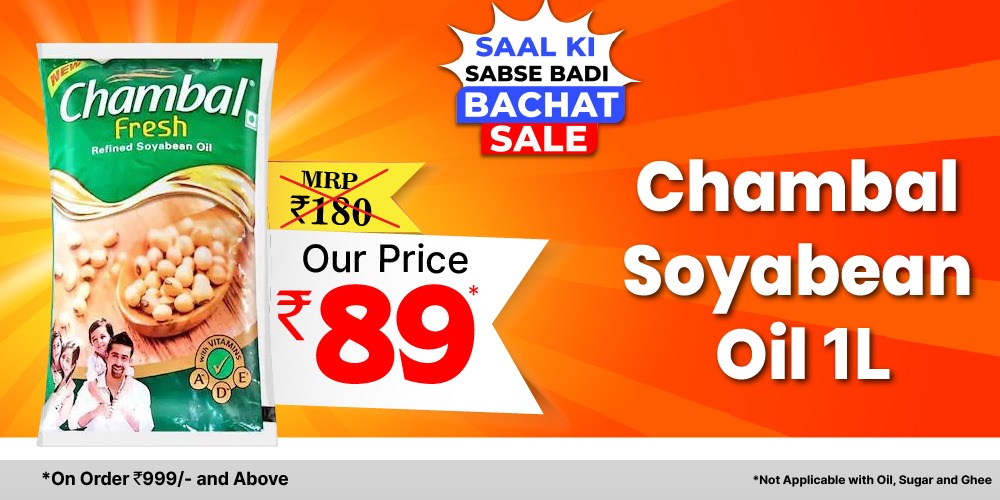 SAAL KI
SABSE BADI
BACHAT
SALE
NEW
Chambal
Fresh
Refined Soyabean Oil
MRP
₹180
Our Price
₹89*
with VITAMINS
A D E
Chambal
Soyabean
Oil 1L
*On Order ₹999/- and Above
*Not Applicable with Oil, Sugar and Ghee